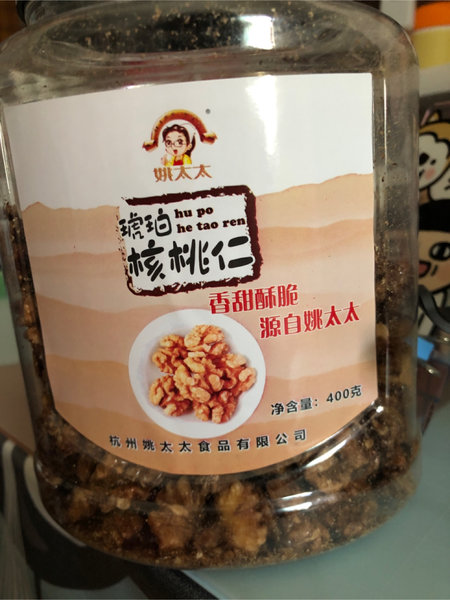 姚太太
琥珀 hu po
he tao ren
核桃仁
香甜酥脆
源自姚太太
净含量：400克
杭州姚太太食品有限公司